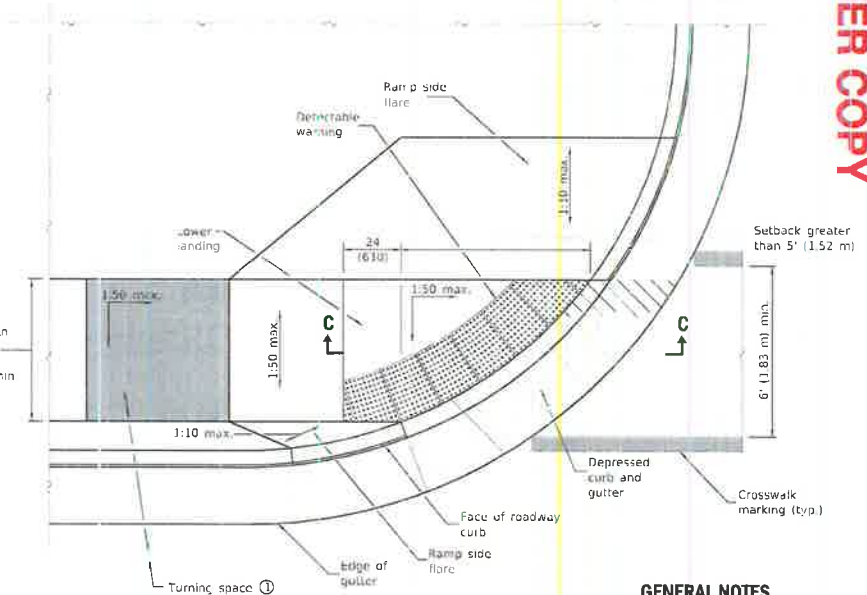 ER COPY
Ramp side
flare
Detectable
warning
1:10 max.
Lower
landing
24
(610)
Setback greater
than 5' (1.52 m)
1:50 max.
1:50 max.
1:50 max.
C
C
6' (1.83 m) min.
1:10 max.
Depressed
curb and
gutter
Crosswalk
marking (typ.)
Face of roadway
curb
Ramp side
flare
Edge of
gutter
Turning space ①
GENERAL NOTES